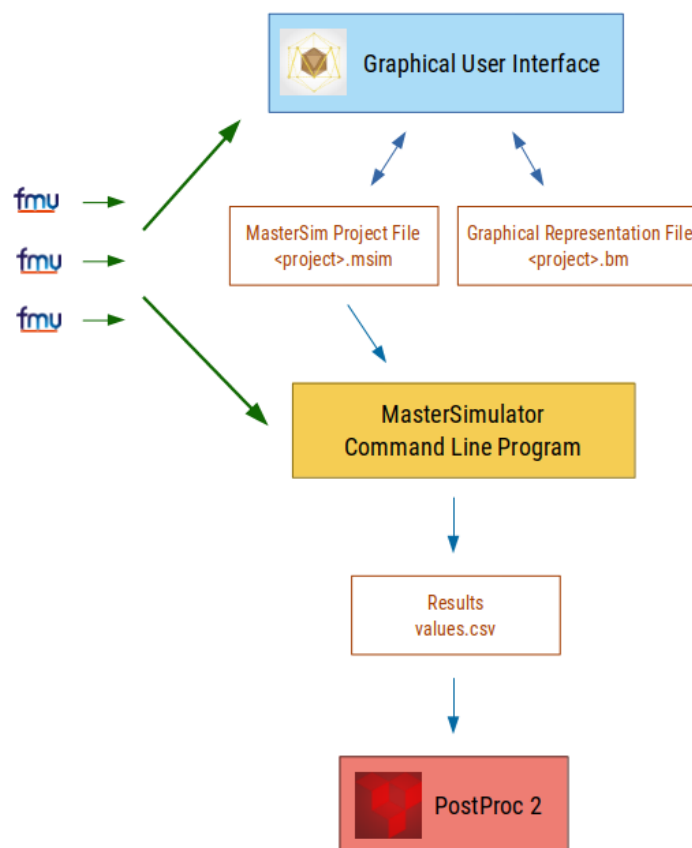 Graphical User Interface
fmu
fmu
fmu
MasterSim Project File
<project>.msim
Graphical Representation File
<project>.bm
MasterSimulator
Command Line Program
Results
values.csv
PostProc 2